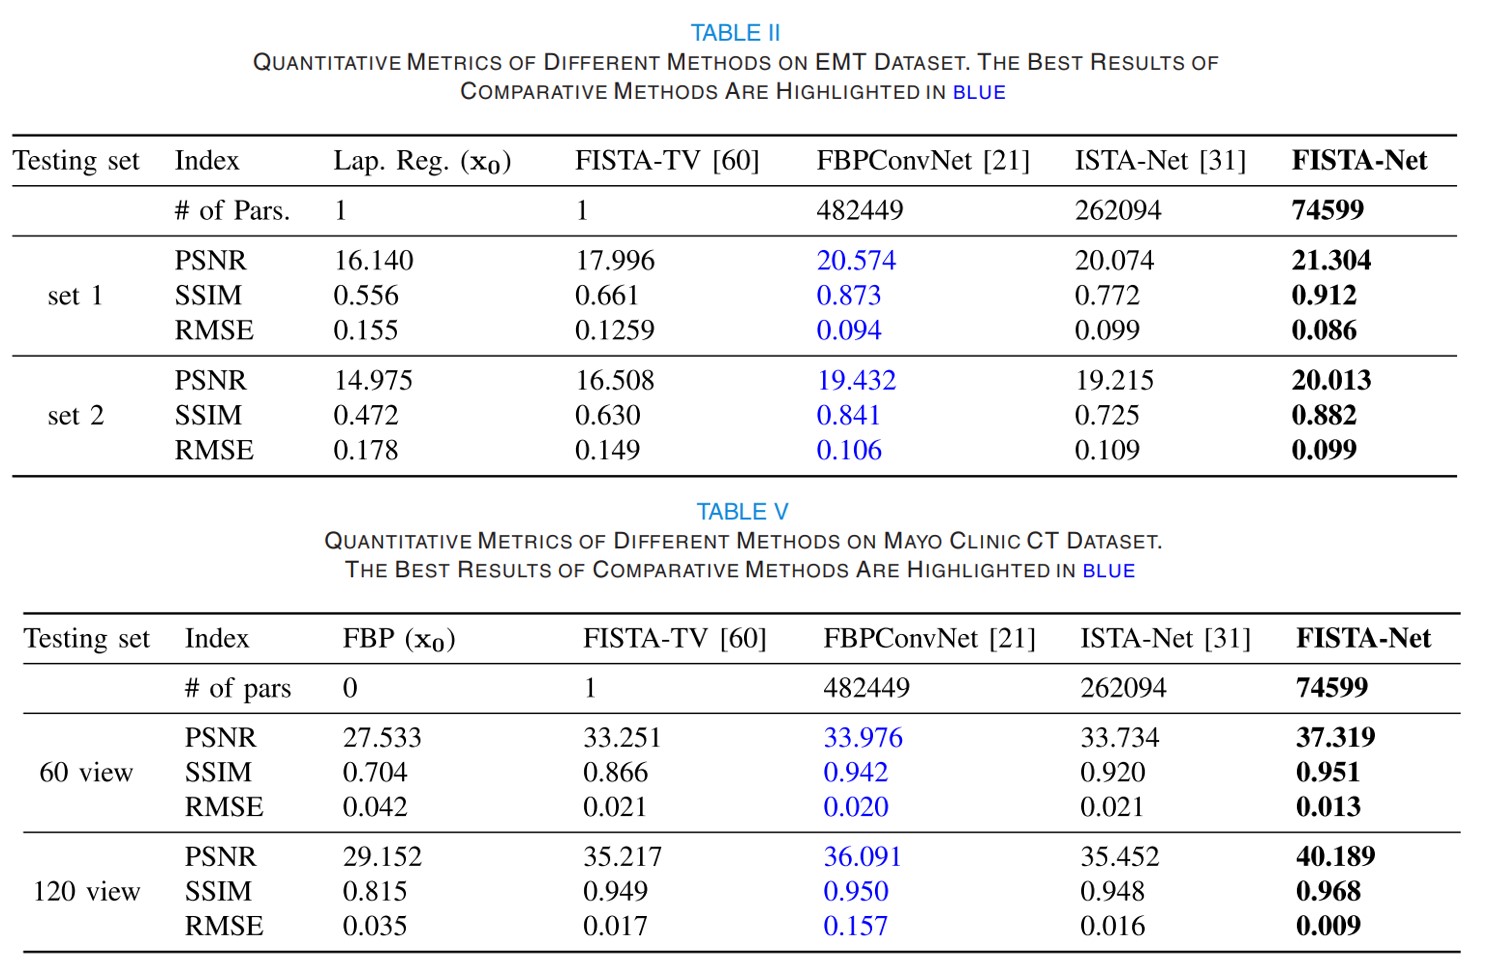 TABLE II
QUANTITATIVE METRICS OF DIFFERENT METHODS ON EMT DATASET. THE BEST RESULTS OF
COMPARATIVE METHODS ARE HIGHLIGHTED IN BLUE
Testing set Index Lap. Reg. (x₀) FISTA-TV [60] FBPConvNet [21] ISTA-Net [31] FISTA-Net
# of Pars. 1 1 482449 262094 74599
PSNR 16.140 17.996 20.574 20.074 21.304
set 1 SSIM 0.556 0.661 0.873 0.772 0.912
RMSE 0.155 0.1259 0.094 0.099 0.086
PSNR 14.975 16.508 19.432 19.215 20.013
set 2 SSIM 0.472 0.630 0.841 0.725 0.882
RMSE 0.178 0.149 0.106 0.109 0.099
TABLE V
QUANTITATIVE METRICS OF DIFFERENT METHODS ON MAYO CLINIC CT DATASET.
THE BEST RESULTS OF COMPARATIVE METHODS ARE HIGHLIGHTED IN BLUE
Testing set Index FBP (x₀) FISTA-TV [60] FBPConvNet [21] ISTA-Net [31] FISTA-Net
# of pars 0 1 482449 262094 74599
PSNR 27.533 33.251 33.976 33.734 37.319
60 view SSIM 0.704 0.866 0.942 0.920 0.951
RMSE 0.042 0.021 0.020 0.021 0.013
PSNR 29.152 35.217 36.091 35.452 40.189
120 view SSIM 0.815 0.949 0.950 0.948 0.968
RMSE 0.035 0.017 0.157 0.016 0.009